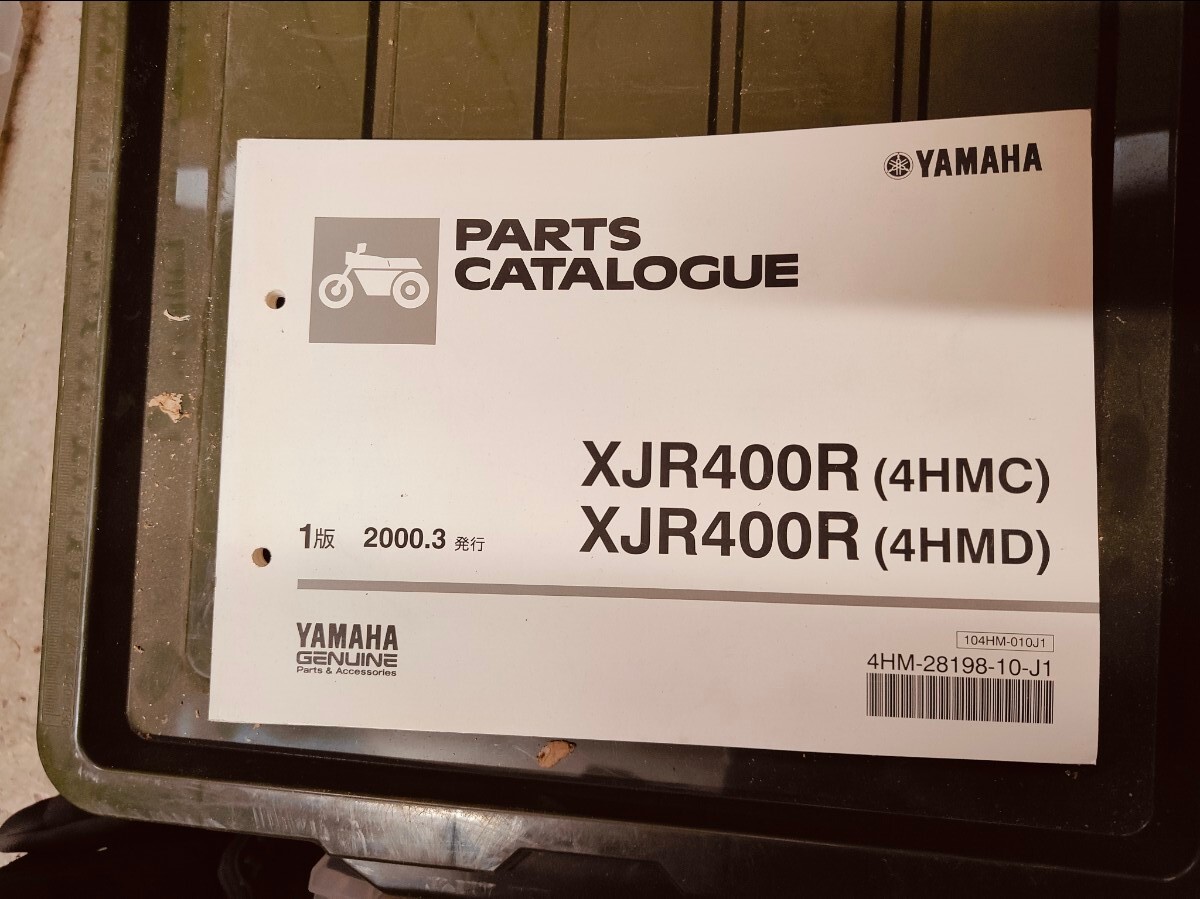 YAMAHA
PARTS
CATALOGUE
XJR400R (4HMC)
XJR400R (4HMD)
1版 2000.3 発行
YAMAHA
GENUINE
Parts & Accessories
104HM-010J1
4HM-28198-10-J1